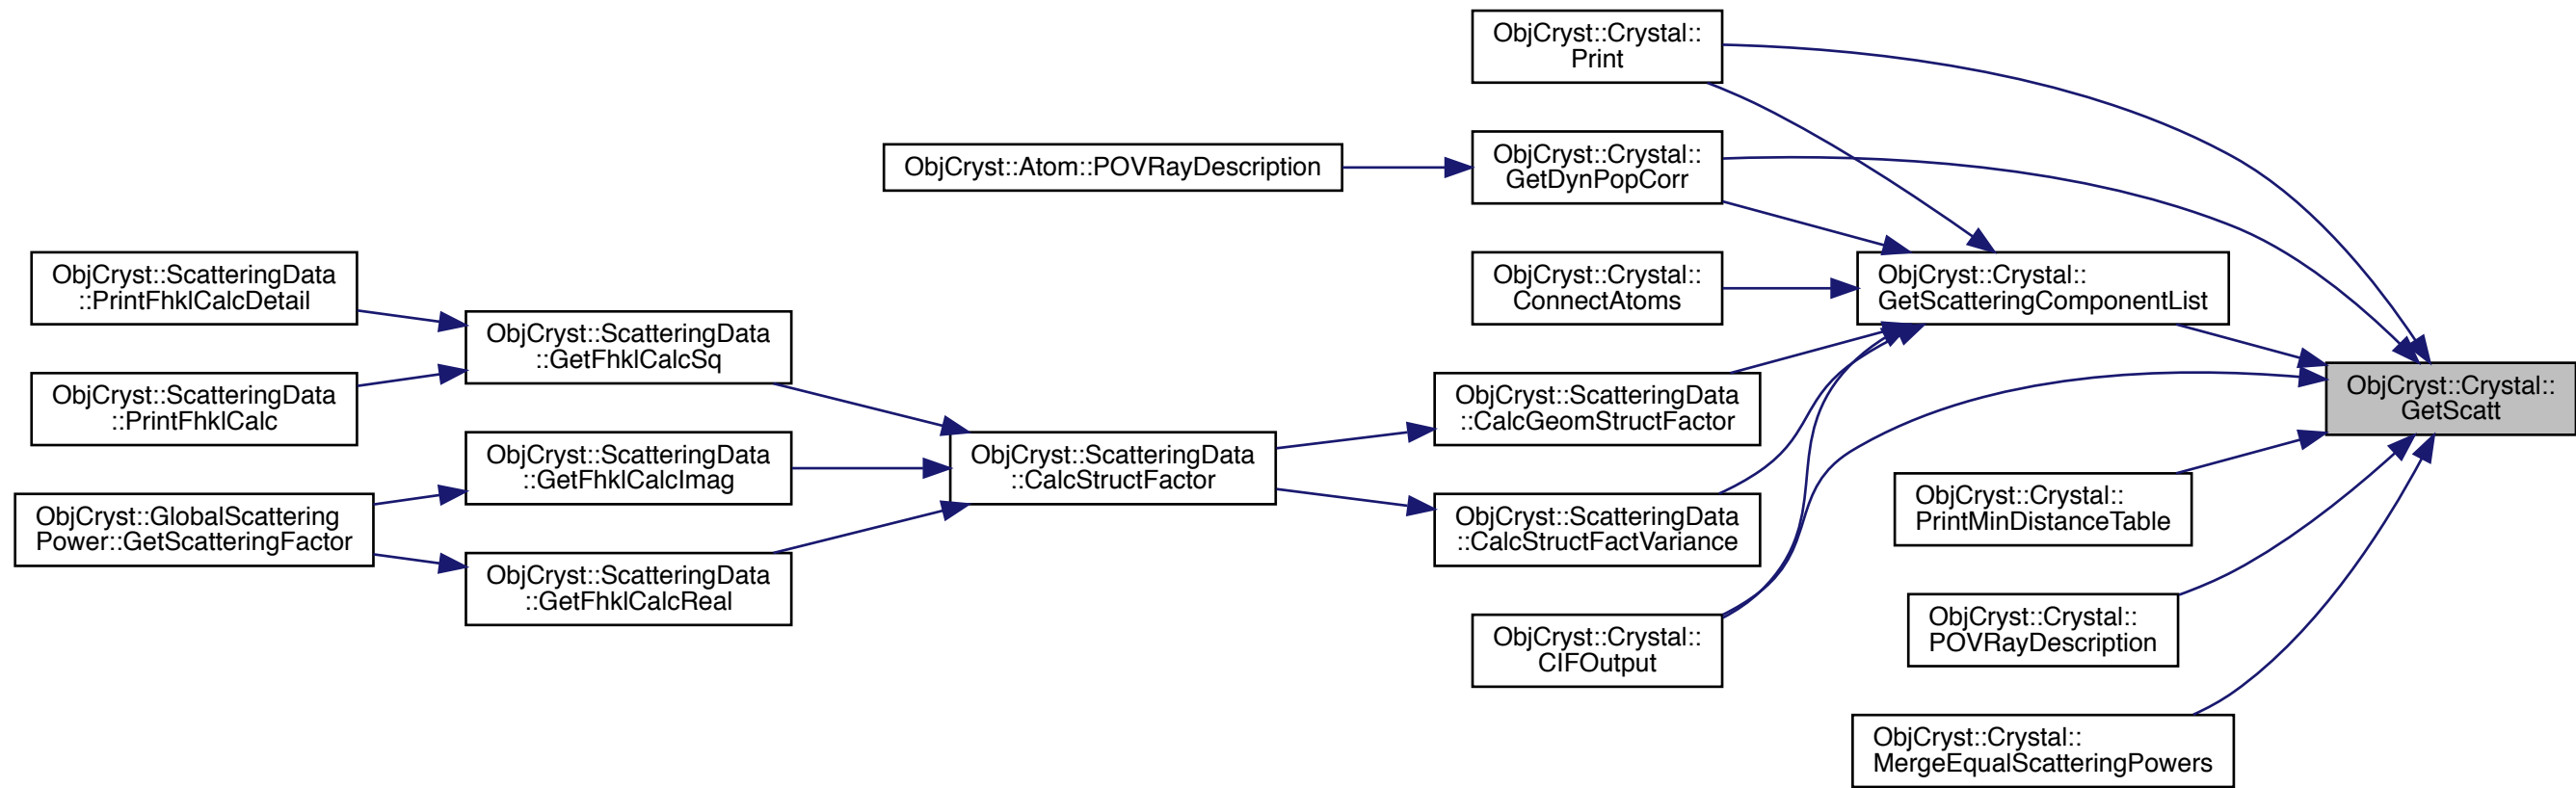 ObjCryst::Crystal::
Print
ObjCryst::Atom::POVRayDescription
ObjCryst::Crystal::
GetDynPopCorr
ObjCryst::ScatteringData
::PrintFhklCalcDetail
ObjCryst::Crystal::
ConnectAtoms
ObjCryst::Crystal::
GetScatteringComponentList
ObjCryst::ScatteringData
::GetFhklCalcSq
ObjCryst::ScatteringData
::PrintFhklCalc
ObjCryst::ScatteringData
::CalcGeomStructFactor
ObjCryst::Crystal::
GetScatt
ObjCryst::ScatteringData
::GetFhklCalcImag
ObjCryst::ScatteringData
::CalcStructFactor
ObjCryst::Crystal::
PrintMinDistanceTable
ObjCryst::GlobalScattering
Power::GetScatteringFactor
ObjCryst::ScatteringData
::CalcStructFactVariance
ObjCryst::ScatteringData
::GetFhklCalcReal
ObjCryst::Crystal::
POVRayDescription
ObjCryst::Crystal::
CIFOutput
ObjCryst::Crystal::
MergeEqualScatteringPowers